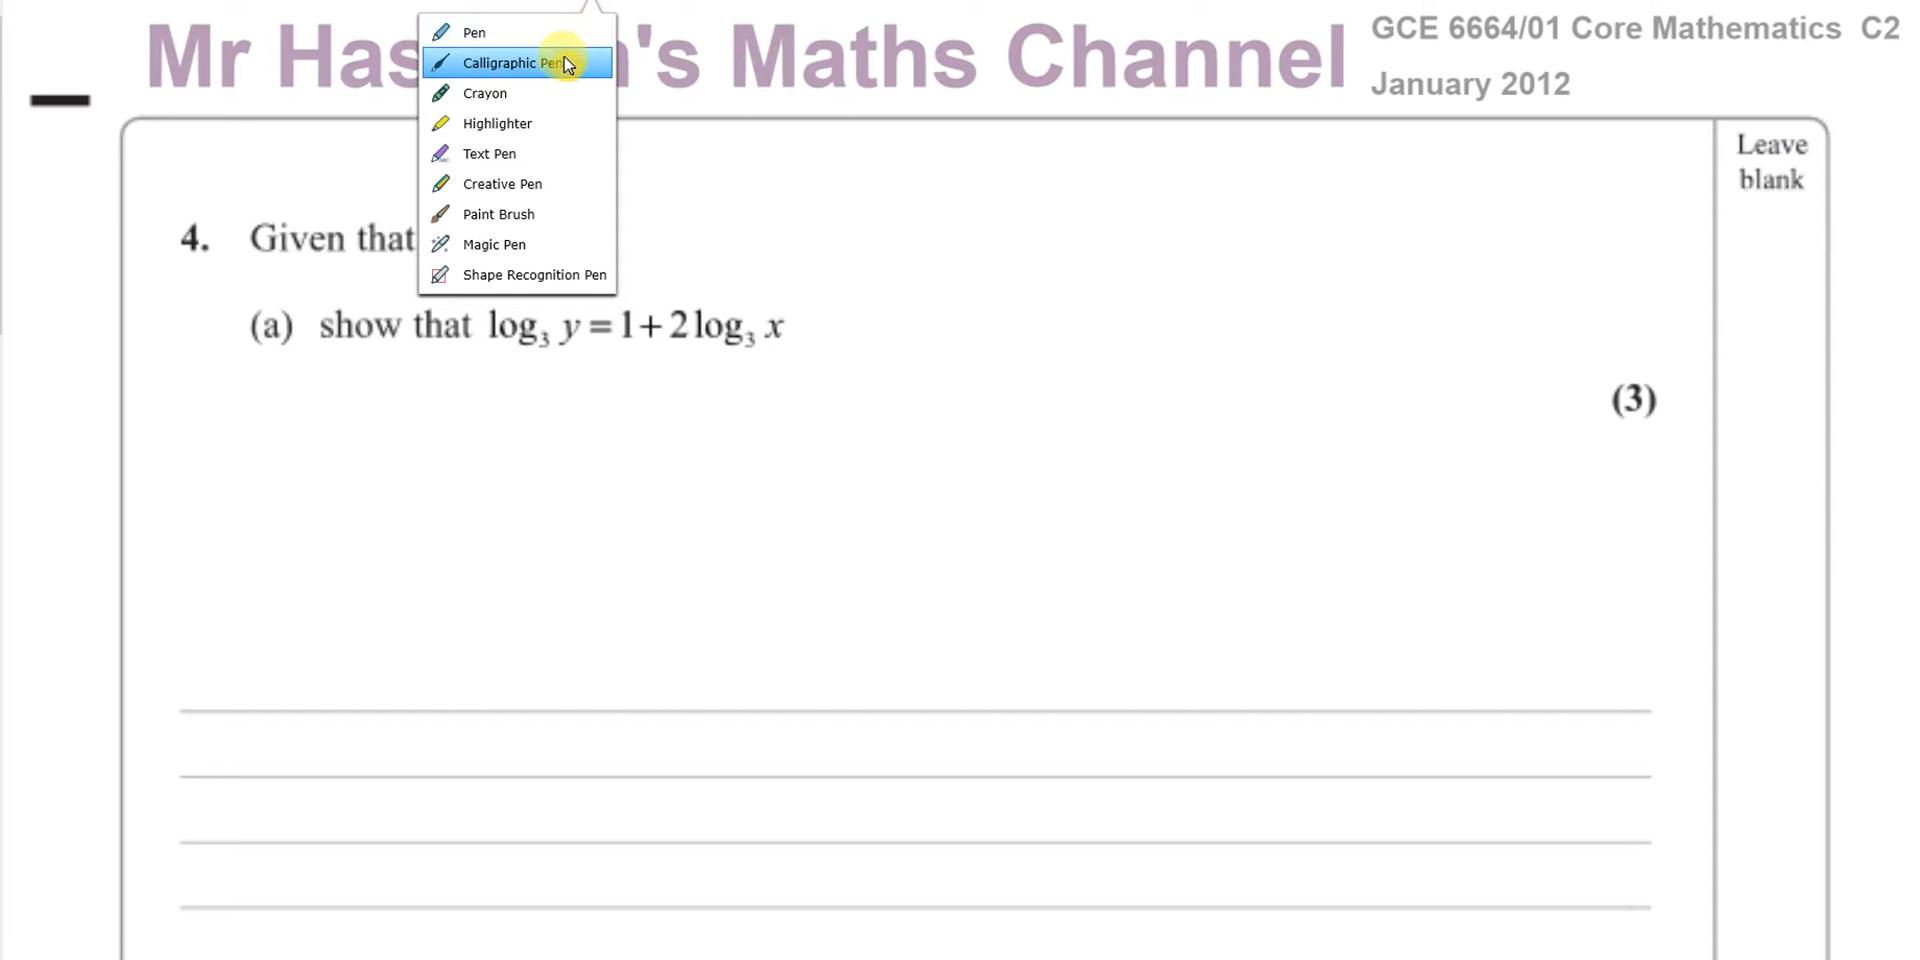 Mr Has n's Maths Channel
GCE 6664/01 Core Mathematics C2
January 2012
Pen
Calligraphic Pen
Crayon
Highlighter
Text Pen
Creative Pen
Paint Brush
Magic Pen
Shape Recognition Pen
Leave
blank
4. Given that
(a) show that log₃ y = 1 + 2 log₃ x
(3)